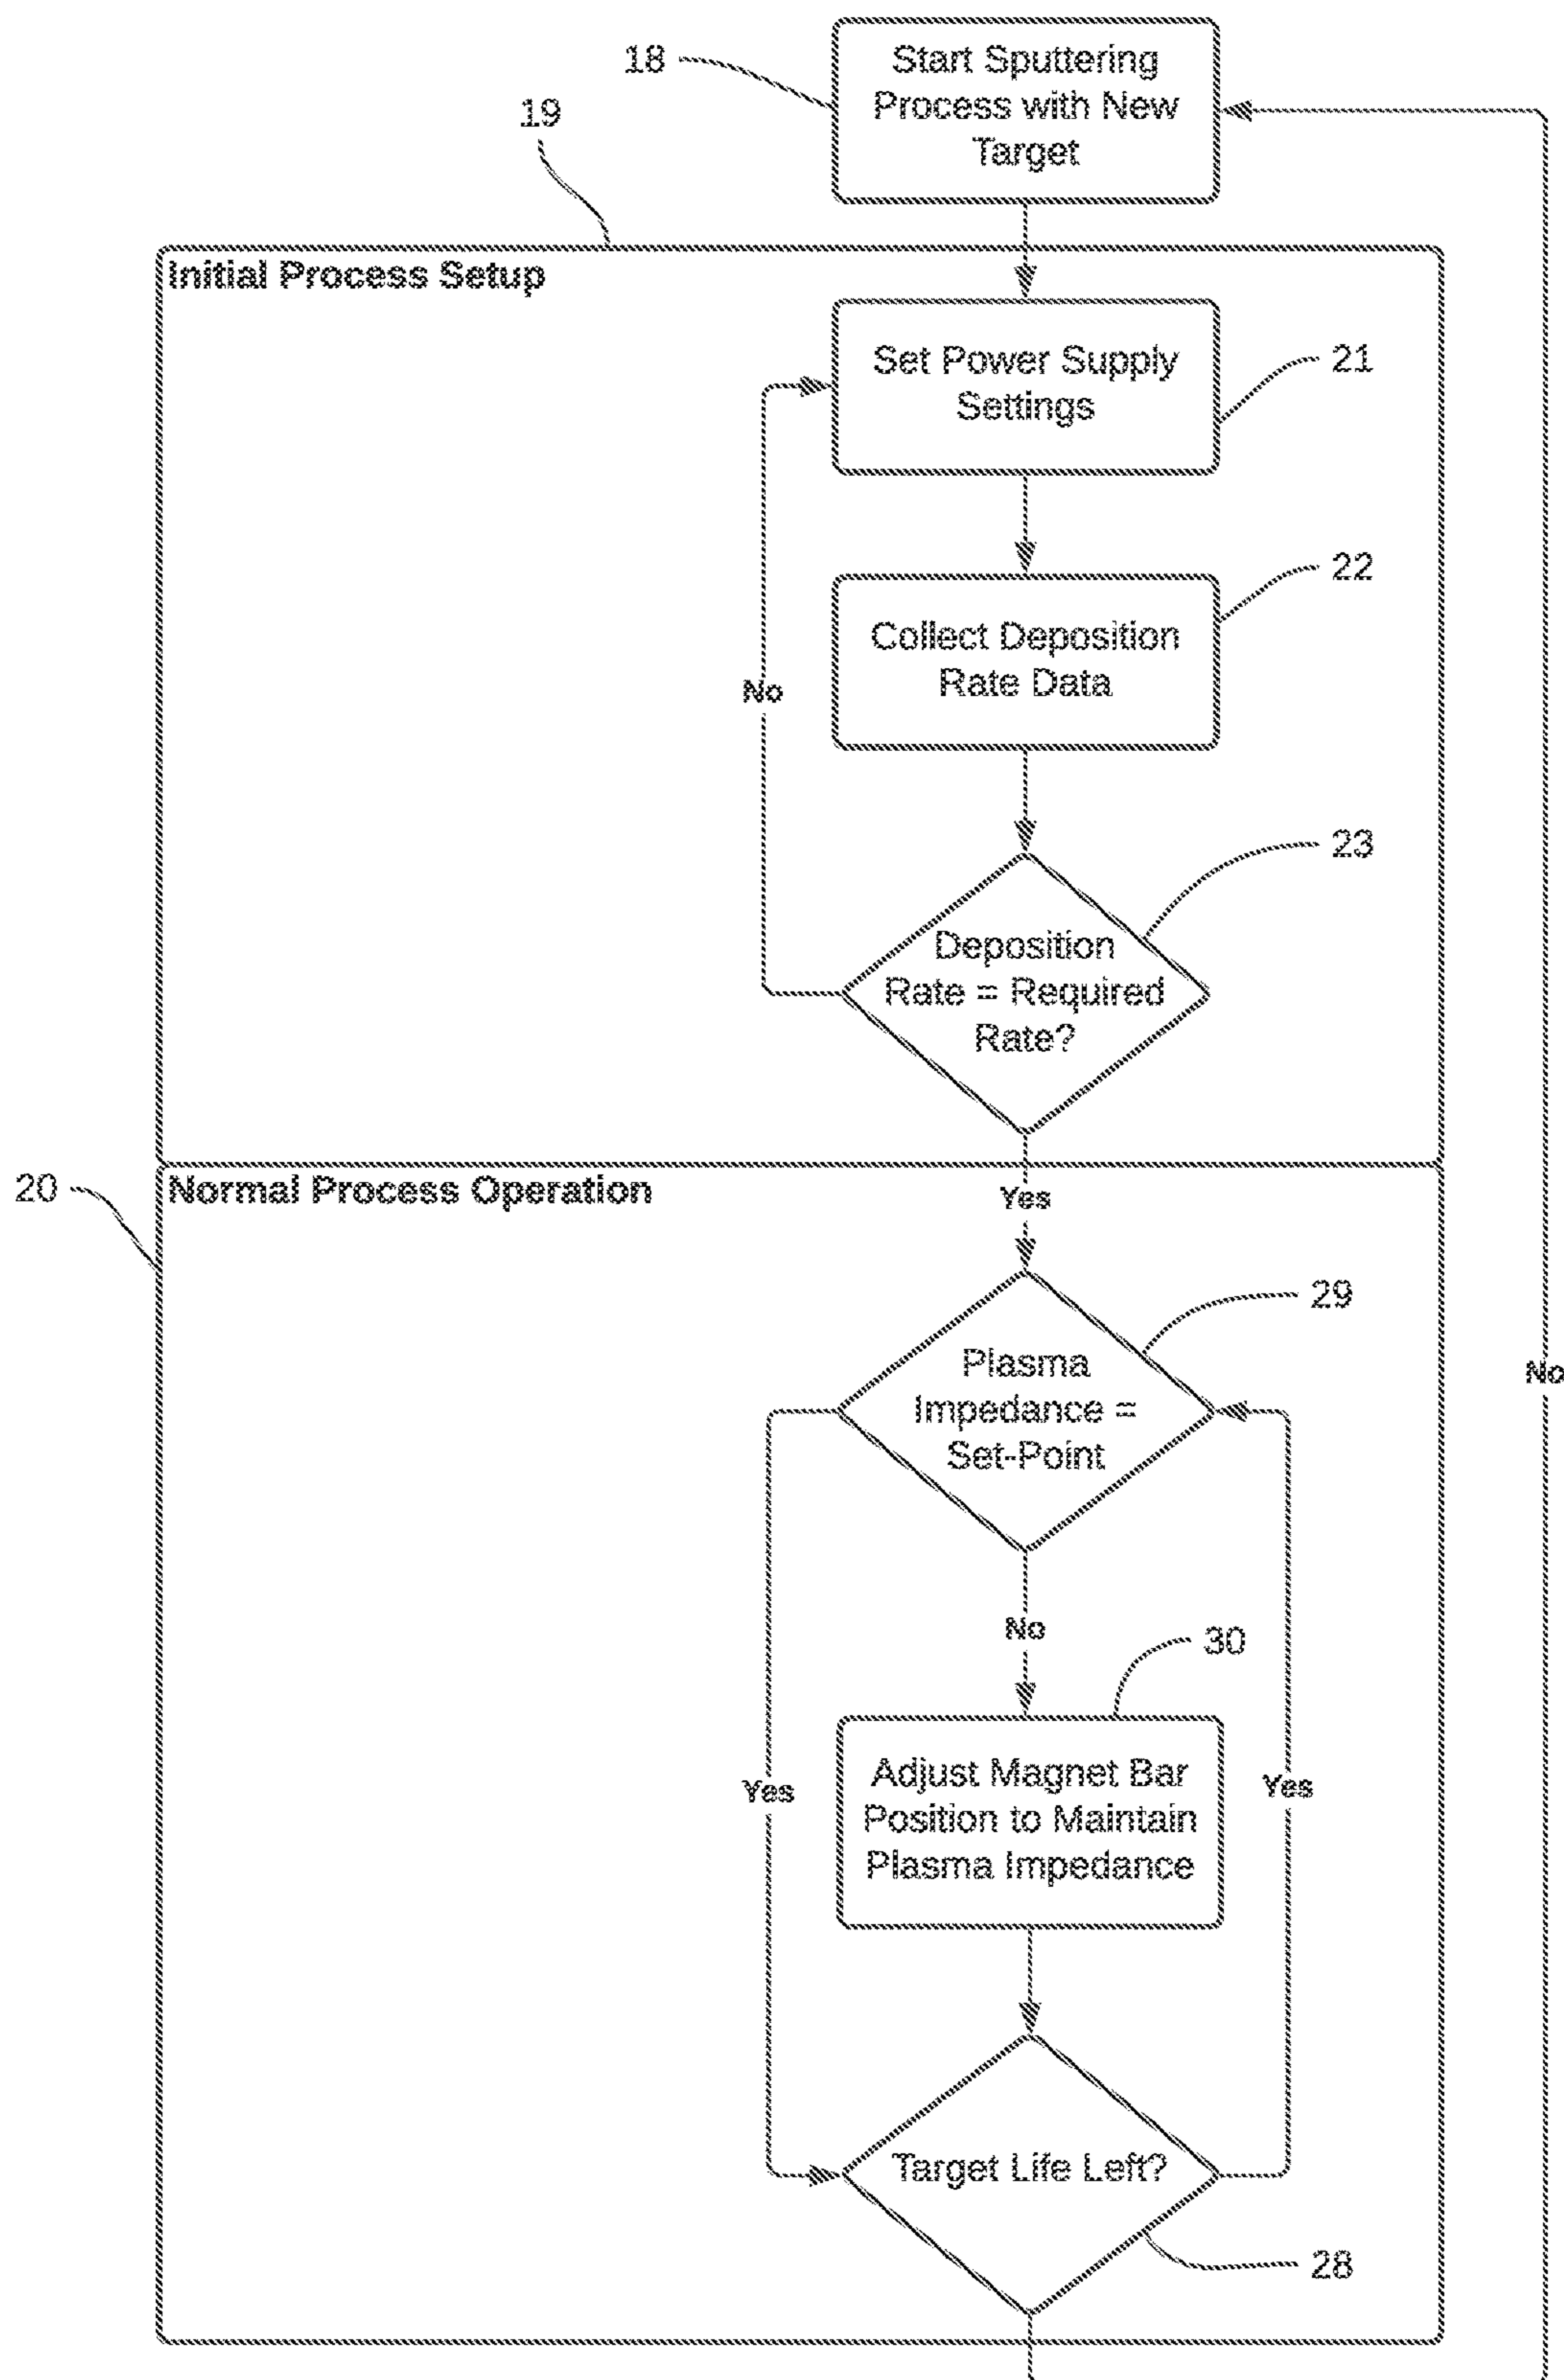 18
Start Sputtering
Process with New
Target
19
Initial Process Setup
Set Power Supply
Settings
21
22
Collect Deposition
Rate Data
No
23
Deposition
Rate = Required
Rate?
20
Normal Process Operation
Yes
29
Plasma
Impedance =
Set-Point
No
No
30
Adjust Magnet Bar
Position to Maintain
Plasma Impedance
Yes
Yes
Target Life Left?
28